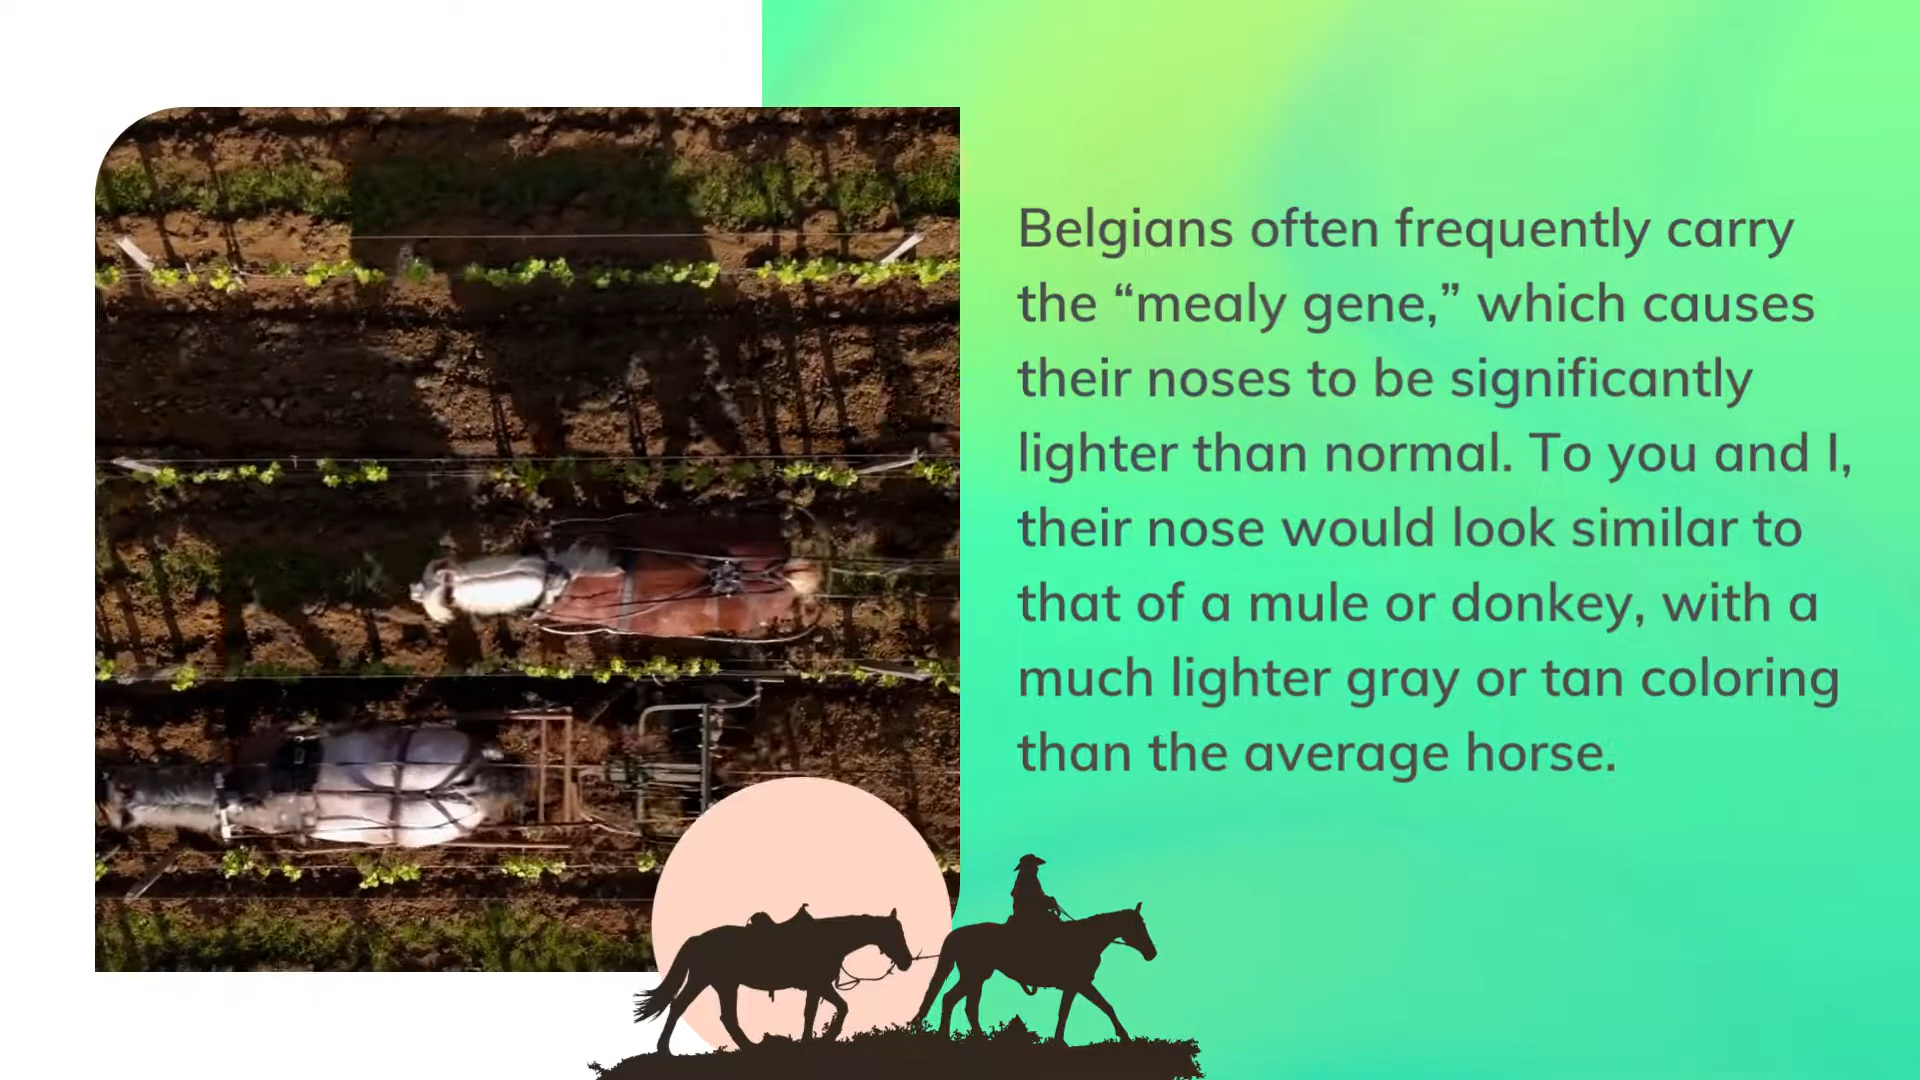 Belgians often frequently carry
the “mealy gene,” which causes
their noses to be significantly
lighter than normal. To you and I,
their nose would look similar to
that of a mule or donkey, with a
much lighter gray or tan coloring
than the average horse.